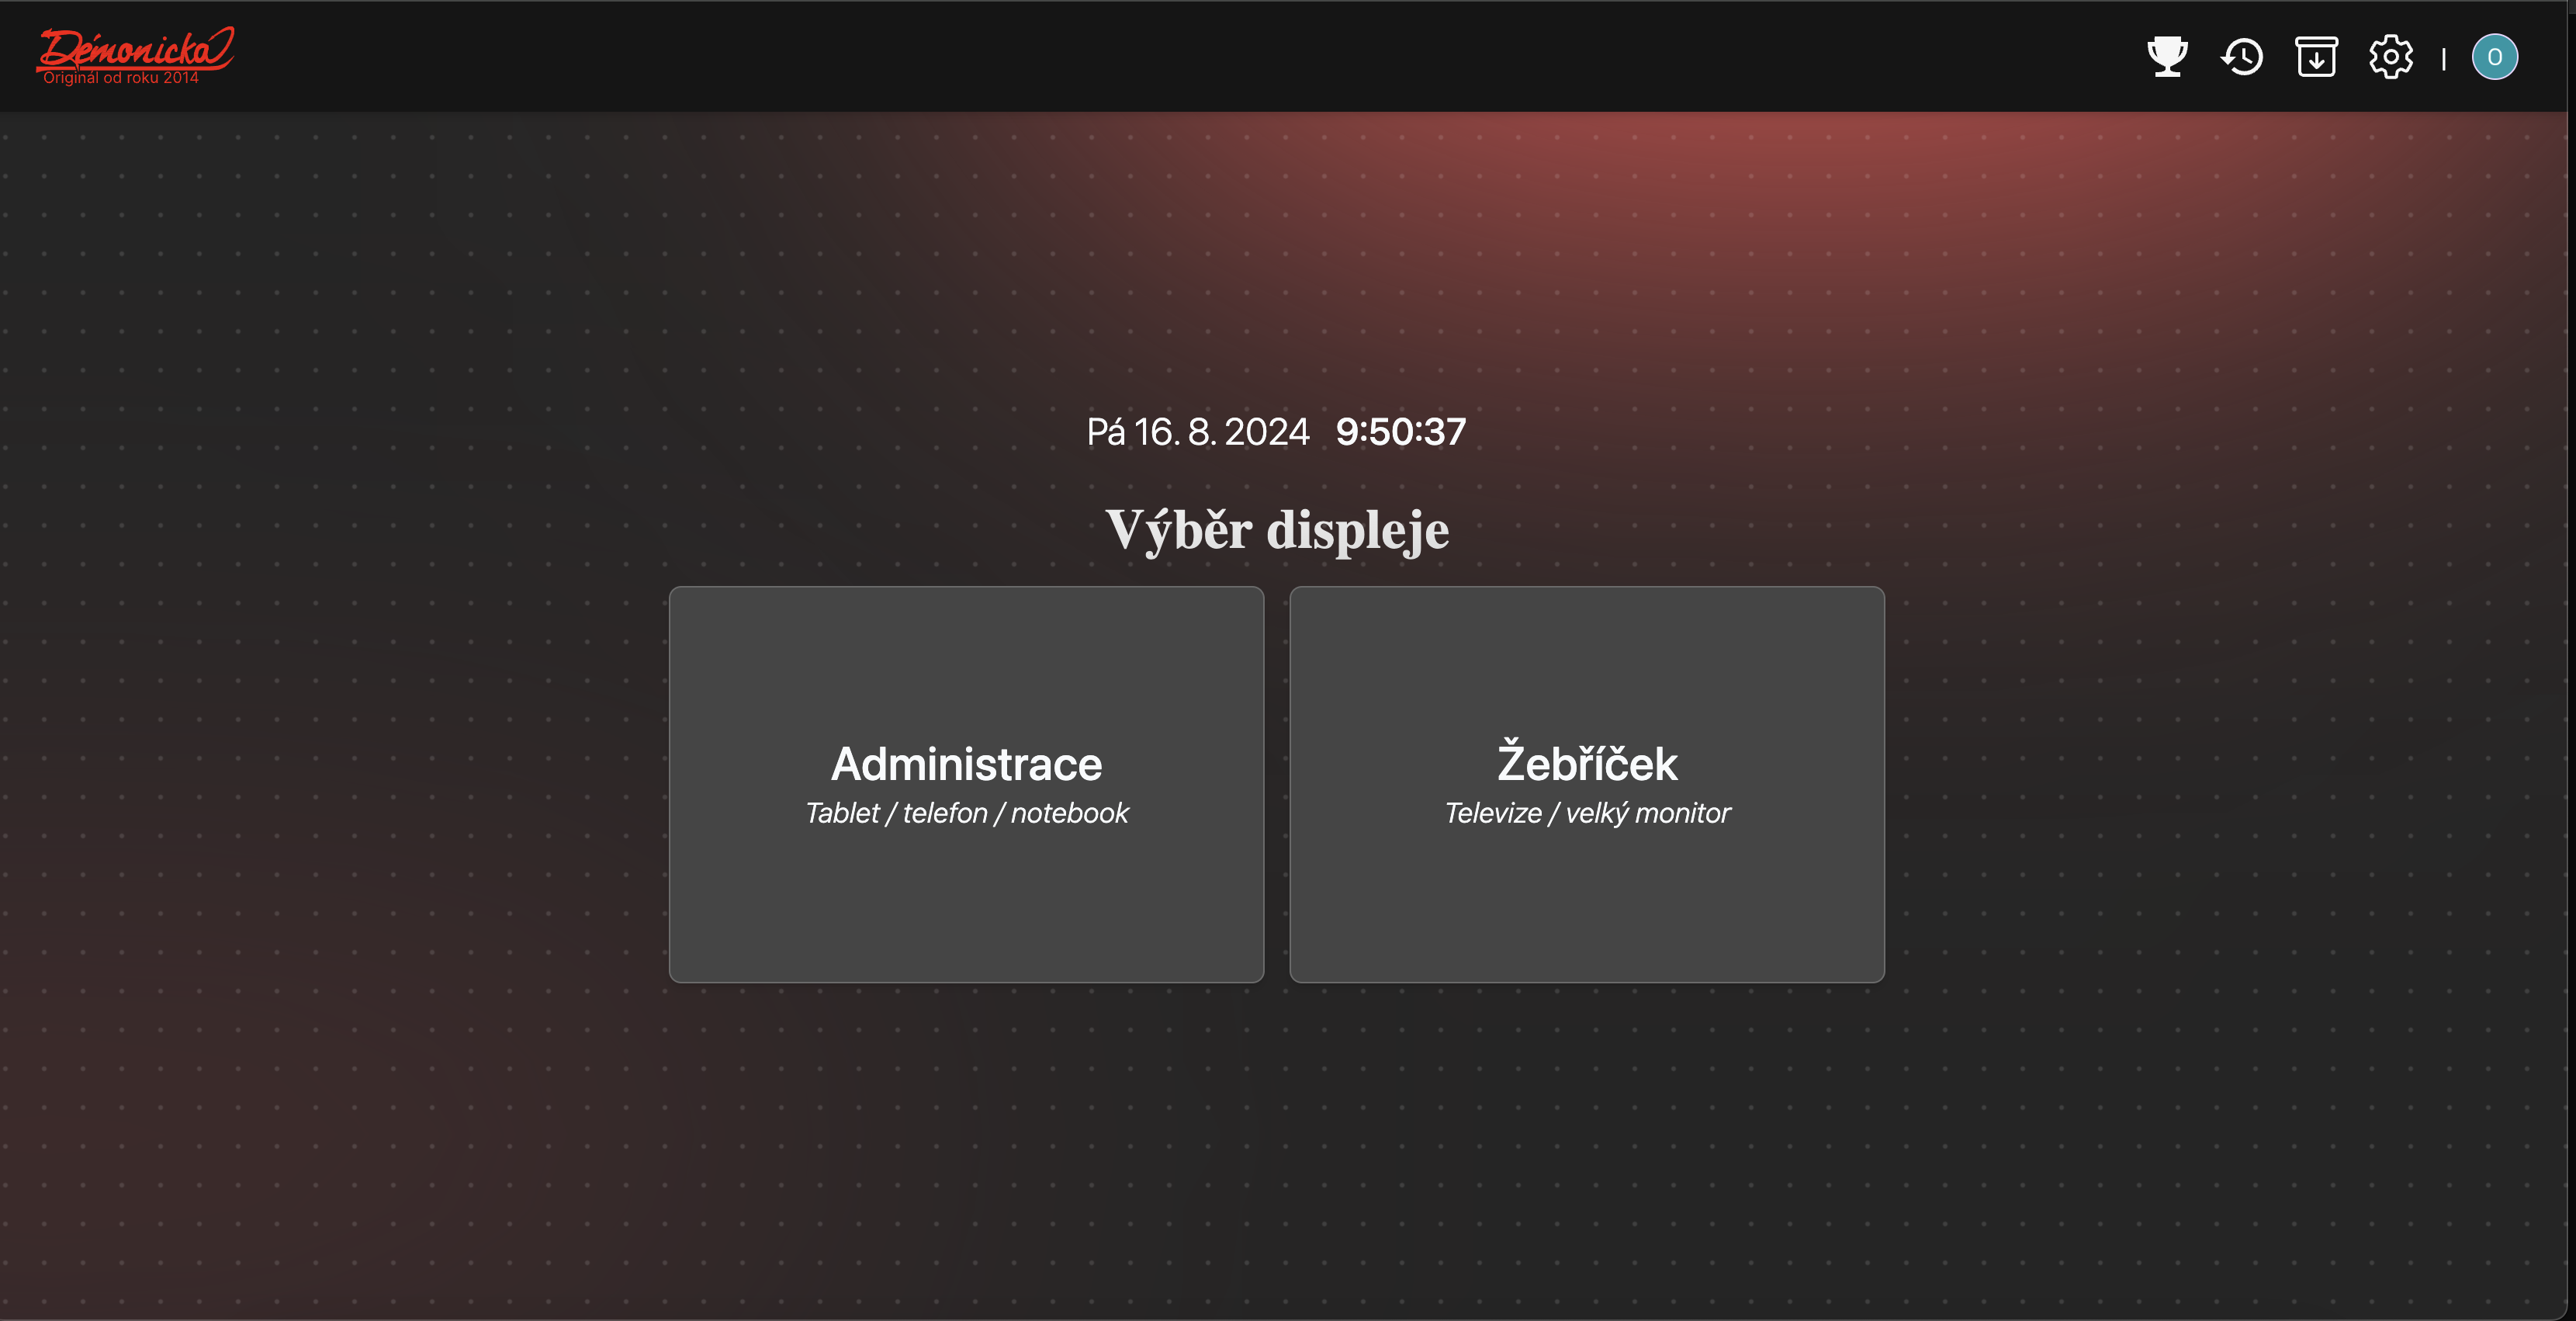 Démonická
Originál od roku 2014
O
Pá 16. 8. 2024 9:50:37
Výběr displeje
Administrace
Tablet / telefon / notebook
Žebříček
Televize / velký monitor